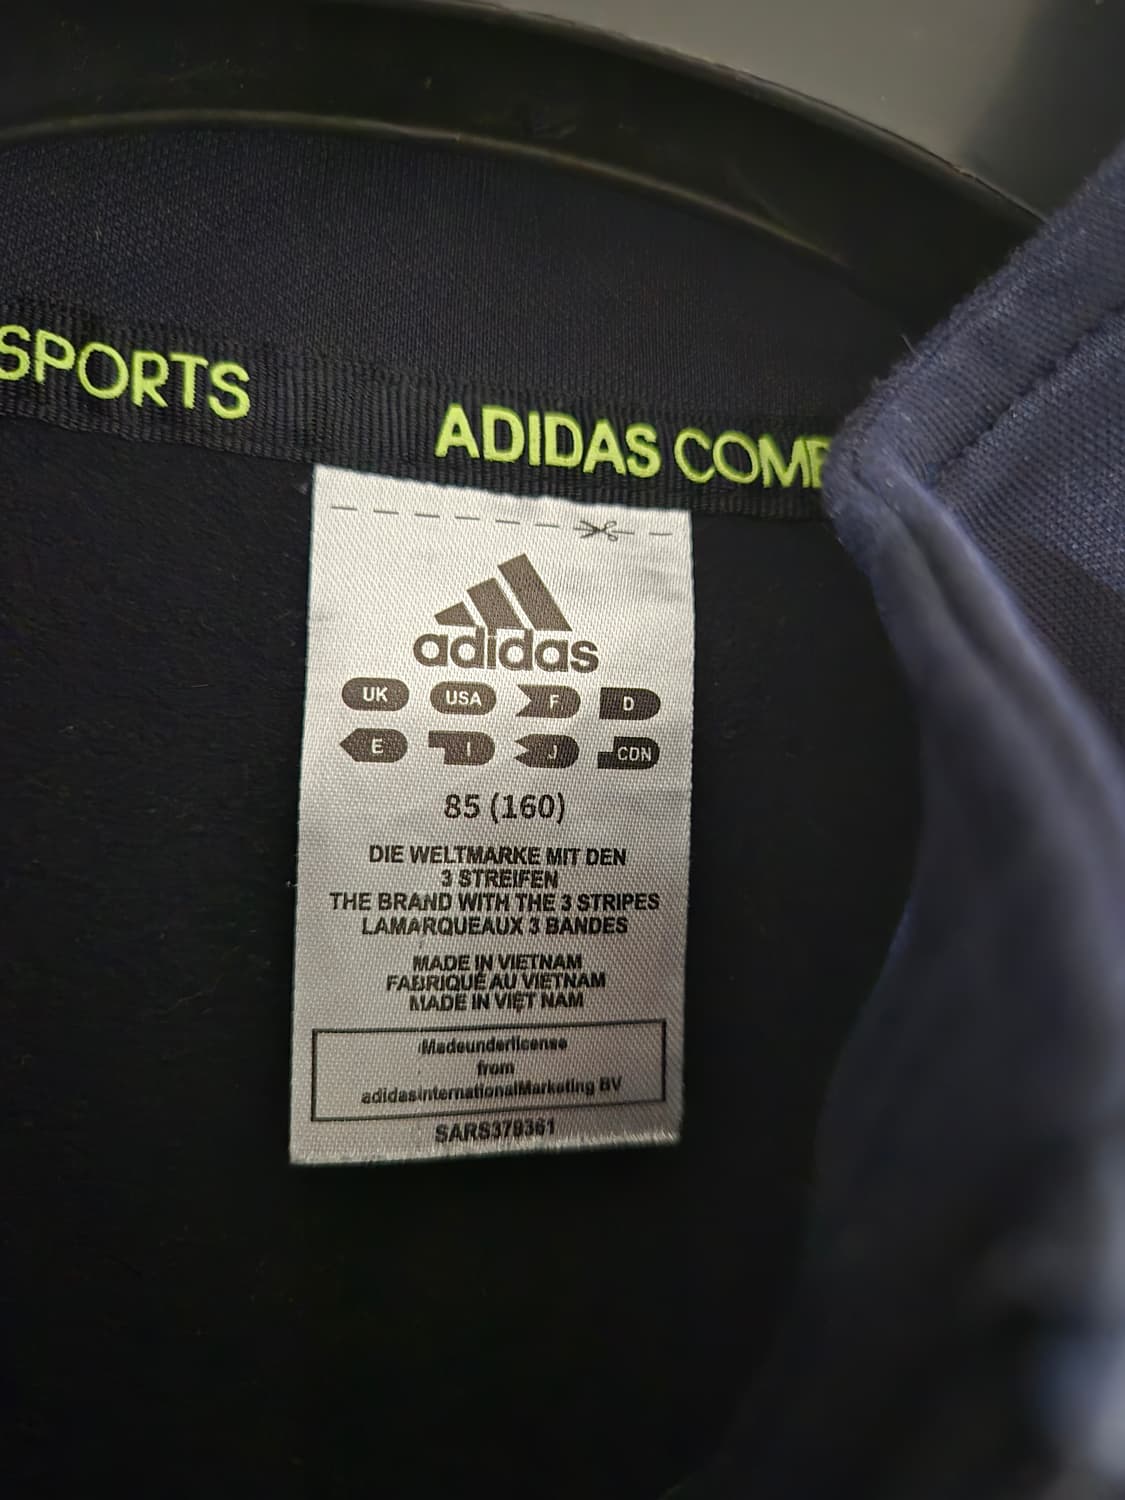 SPORTS
ADIDAS COMB
adidas
UK USA F D
E I J CDN
85 (160)
DIE WELTMARKE MIT DEN
3 STREIFEN
THE BRAND WITH THE 3 STRIPES
LAMARQUEAUX 3 BANDES
MADE IN VIETNAM
FABRIQUÉ AU VIETNAM
MADE IN VIỆT NAM
Madeunderlicense
from
adidasinternationalMarketing BV
SARS379361